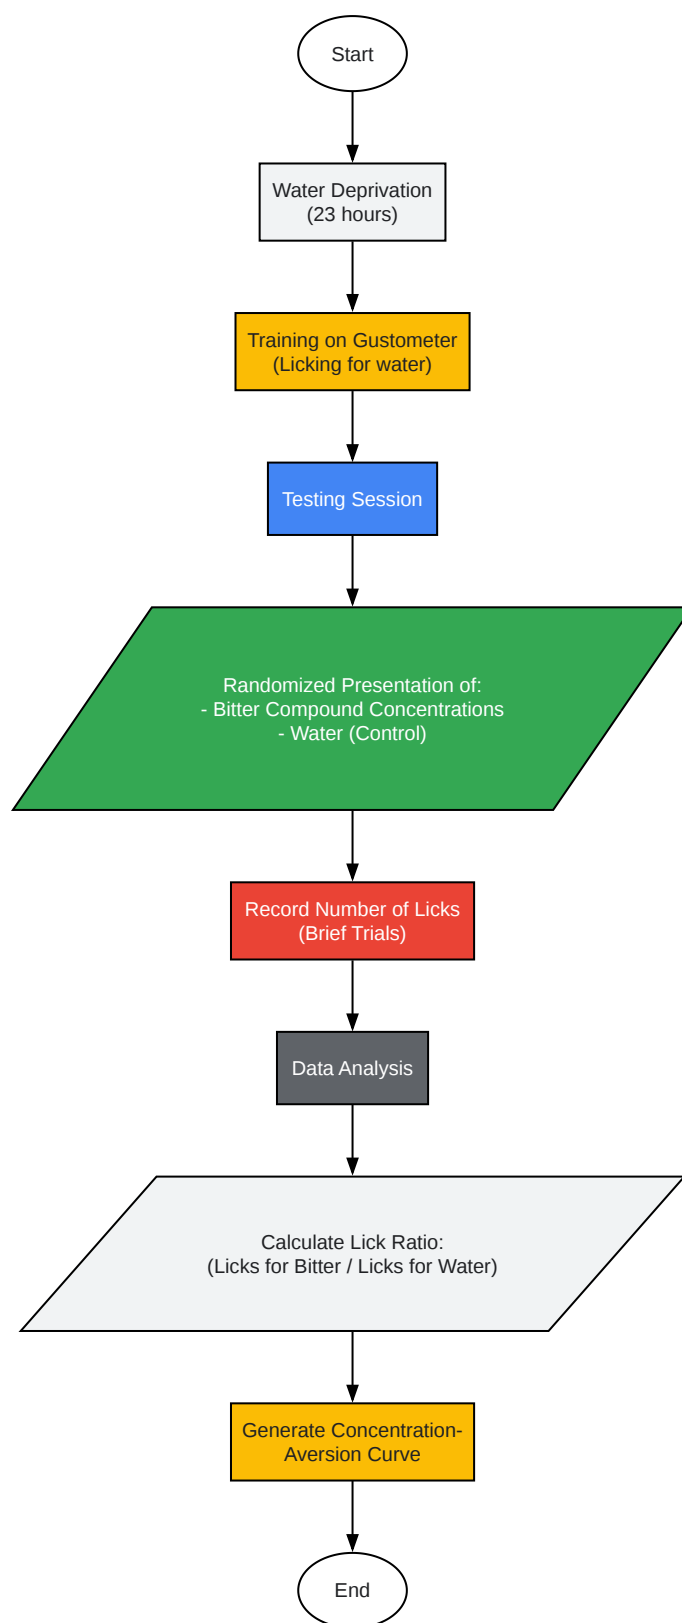 Start
Water Deprivation
(23 hours)
Training on Gustometer
(Licking for water)
Testing Session
Randomized Presentation of:
- Bitter Compound Concentrations
- Water (Control)
Record Number of Licks
(Brief Trials)
Data Analysis
Calculate Lick Ratio:
(Licks for Bitter / Licks for Water)
Generate Concentration-
Aversion Curve
End